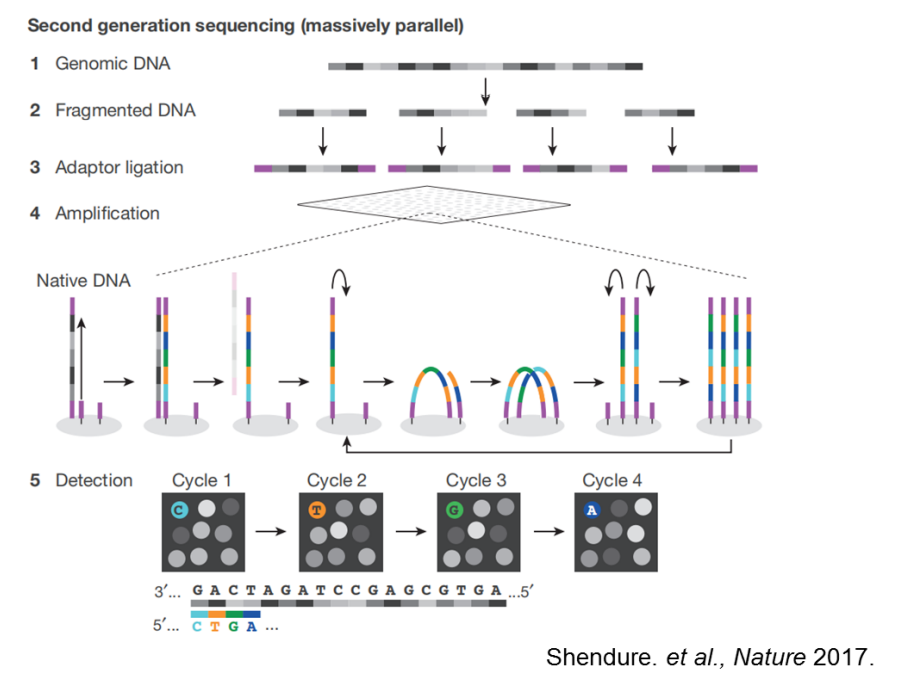 Second generation sequencing (massively parallel)
1 Genomic DNA
2 Fragmented DNA
3 Adaptor ligation
4 Amplification
Native DNA
5 Detection
Cycle 1 Cycle 2 Cycle 3 Cycle 4
C T G A
3′... G A C T A G A T C C G A G C G T G A ...5′
5′... C T G A ...
Shendure. et al., Nature 2017.